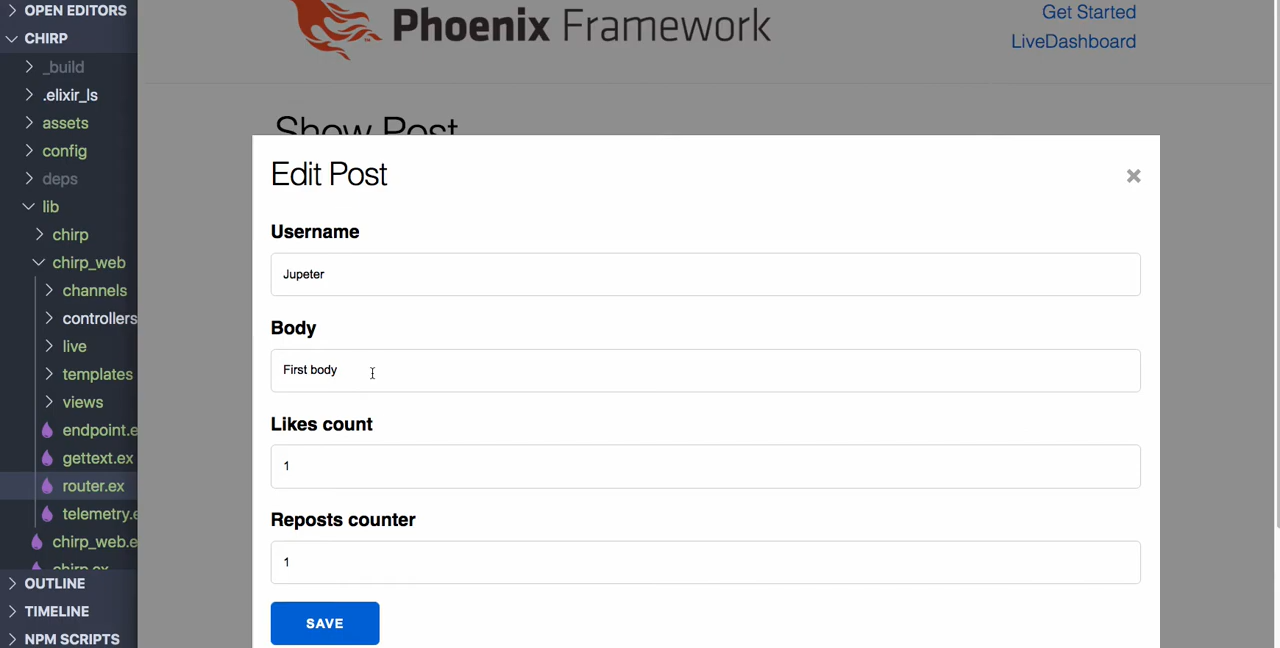 OPEN EDITORS
CHIRP
_build
.elixir_ls
assets
config
deps
lib
chirp
chirp_web
channels
controllers
live
templates
views
endpoint.e
gettext.ex
router.ex
telemetry.e
chirp_web.e
chirp.ex
OUTLINE
TIMELINE
NPM SCRIPTS
Phoenix Framework
Get Started
LiveDashboard
Show Post
Edit Post
×
Username
Jupeter
Body
First body
Likes count
1
Reposts counter
1
SAVE